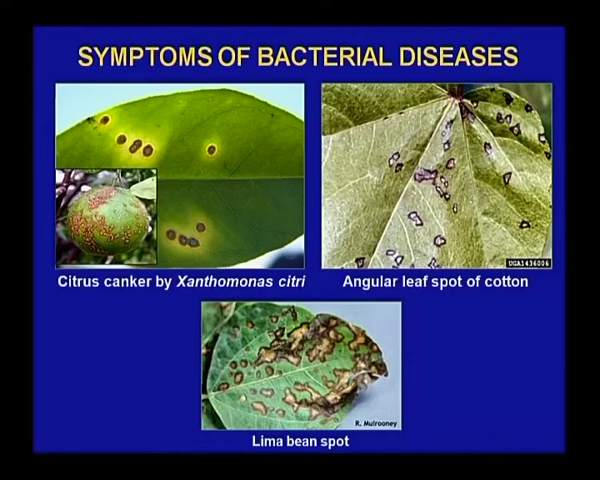 SYMPTOMS OF BACTERIAL DISEASES
UGA1436006
Citrus canker by Xanthomonas citri
Angular leaf spot of cotton
R. Mulrooney
Lima bean spot